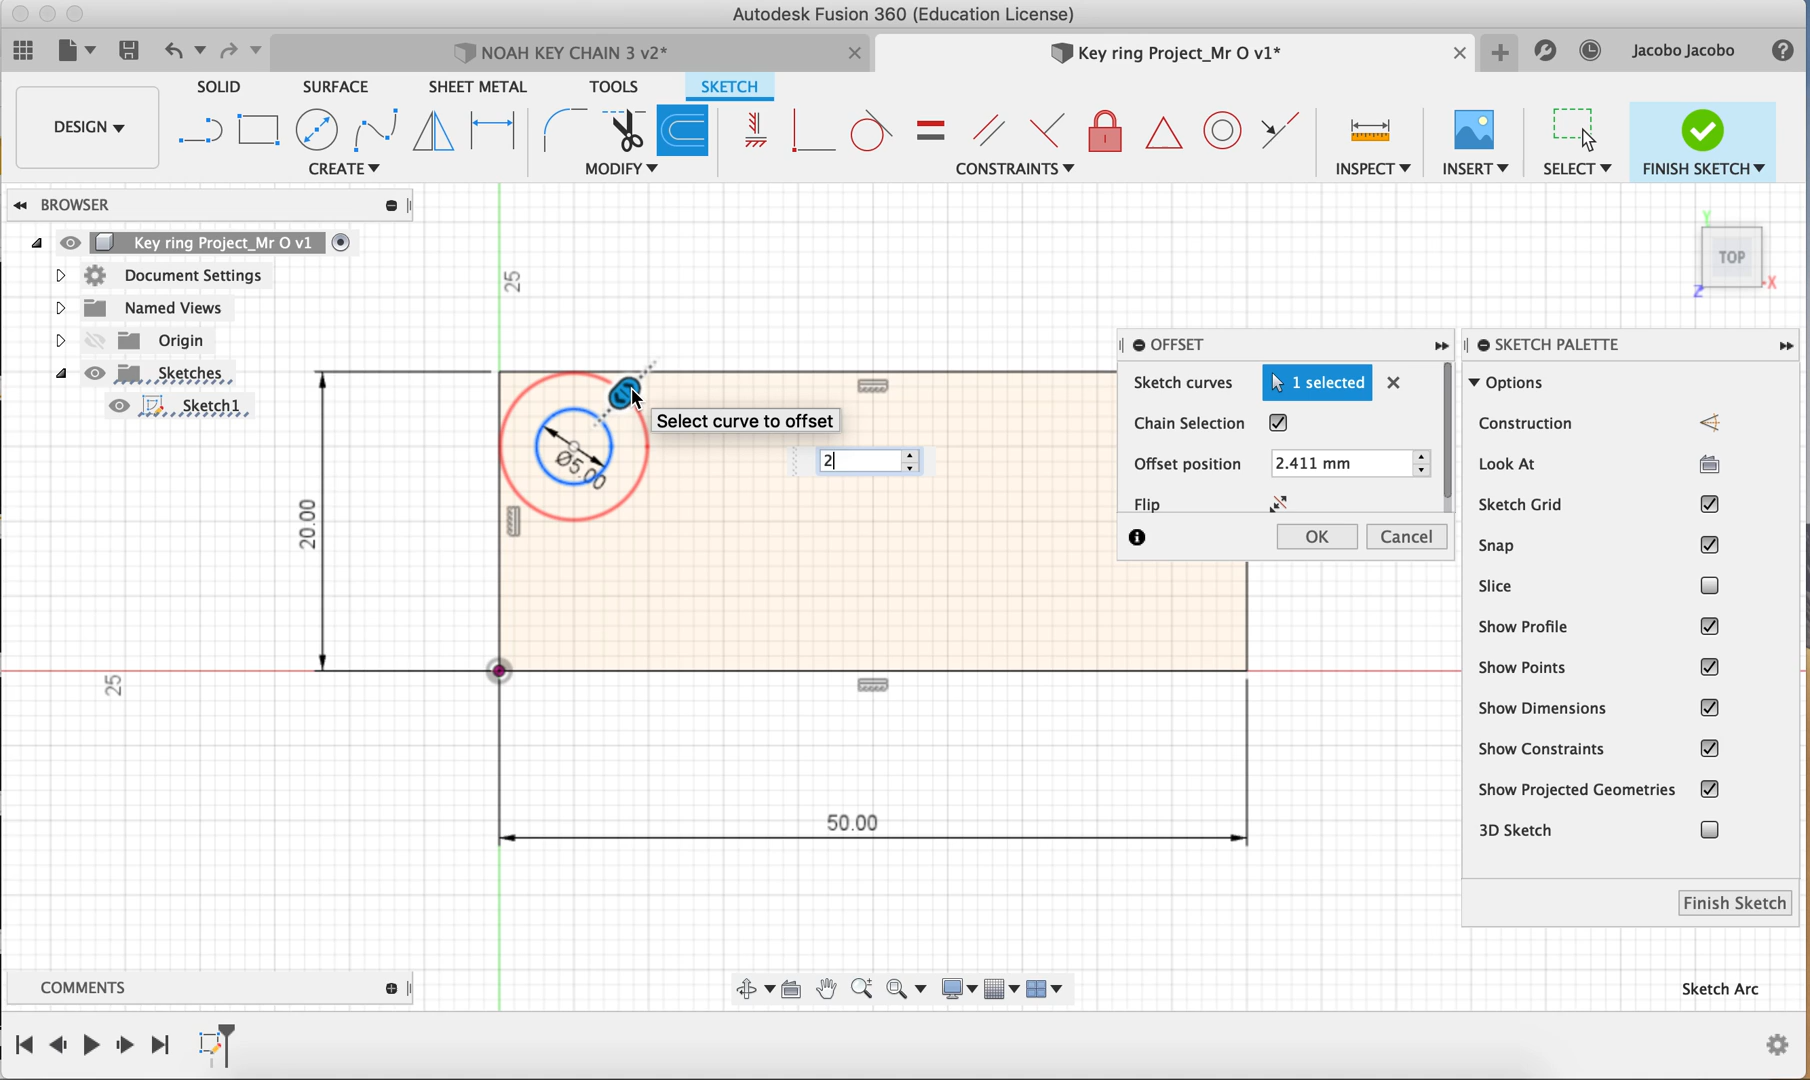 Autodesk Fusion 360 (Education License)
NOAH KEY CHAIN 3 v2*
Key ring Project_Mr O v1*
Jacobo Jacobo
DESIGN
SOLID
SURFACE
SHEET METAL
TOOLS
SKETCH
CREATE
MODIFY
CONSTRAINTS
INSPECT
INSERT
SELECT
FINISH SKETCH
BROWSER
Key ring Project_Mr O v1
Document Settings
Named Views
Origin
Sketches
Sketch1
25
25
20.00
50.00
Ø5.00
Select curve to offset
2
Y
TOP
X
Z
OFFSET
Sketch curves
1 selected
Chain Selection
Offset position
2.411 mm
Flip
OK
Cancel
SKETCH PALETTE
Options
Construction
Look At
Sketch Grid
Snap
Slice
Show Profile
Show Points
Show Dimensions
Show Constraints
Show Projected Geometries
3D Sketch
Finish Sketch
COMMENTS
Sketch Arc